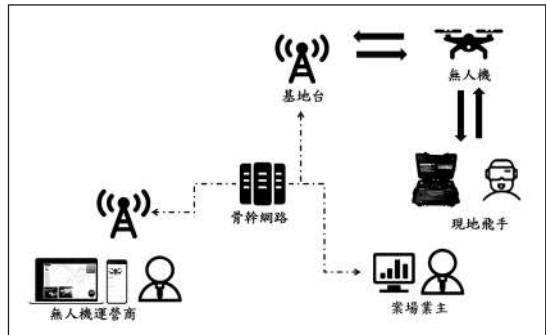 無人機
基地台
現地飛手
骨幹網路
無人機運營商
案場業主